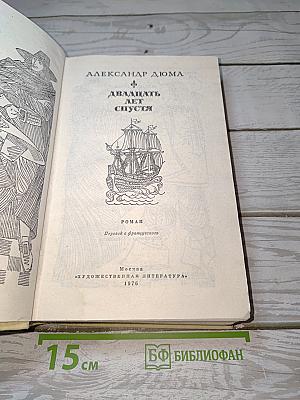 АЛЕКСАНДР ДЮМА
ДВАДЦАТЬ
ЛЕТ
СПУСТЯ
РОМАН
Перевод с французского
Москва
«ХУДОЖЕСТВЕННАЯ ЛИТЕРАТУРА»
1976
15 см
БФ БИБЛИОФАН